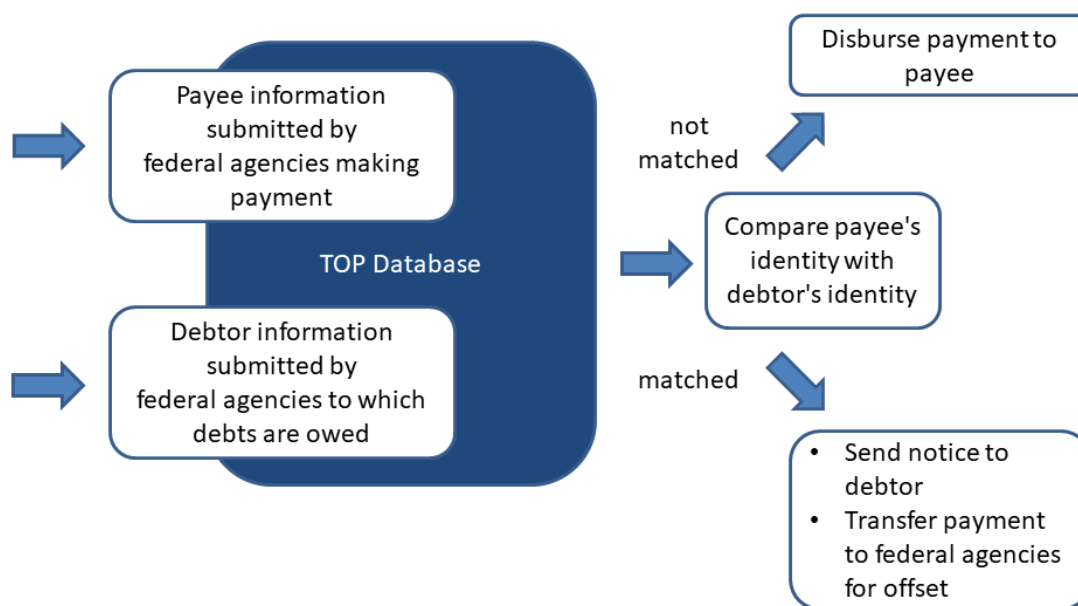 Payee information
submitted by
federal agencies making
payment
TOP Database
Debtor information
submitted by
federal agencies to which
debts are owed
not
matched
Disburse payment to
payee
Compare payee's
identity with
debtor's identity
matched
• Send notice to
debtor
• Transfer payment
to federal agencies
for offset